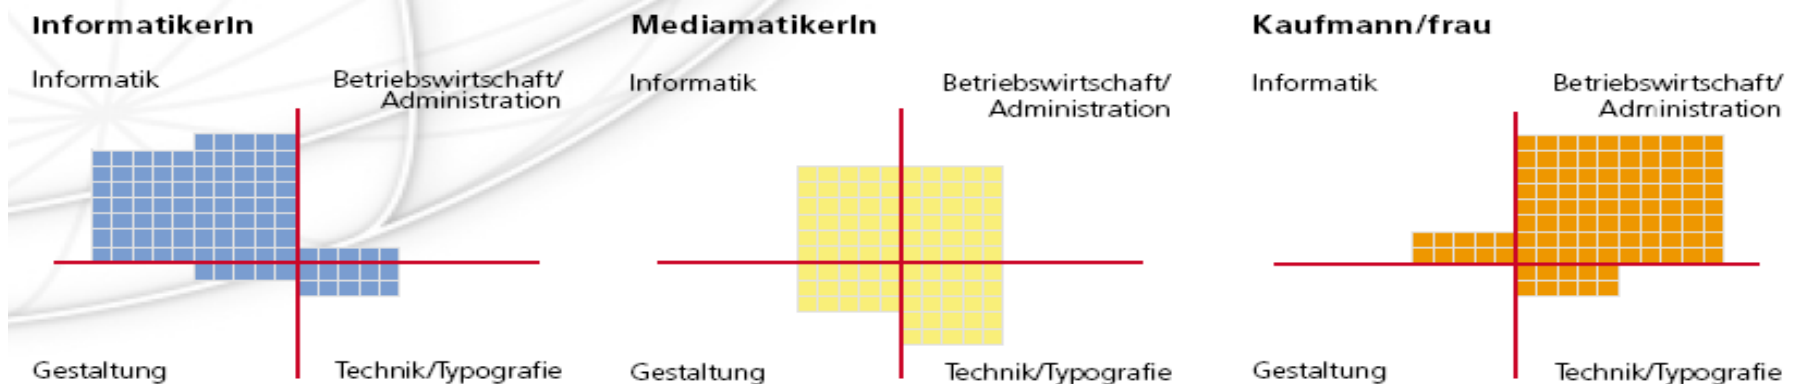 InformatikerIn
Informatik
Betriebswirtschaft/
Administration
Gestaltung
Technik/Typografie
MediamatikerIn
Informatik
Betriebswirtschaft/
Administration
Gestaltung
Technik/Typografie
Kaufmann/frau
Informatik
Betriebswirtschaft/
Administration
Gestaltung
Technik/Typografie